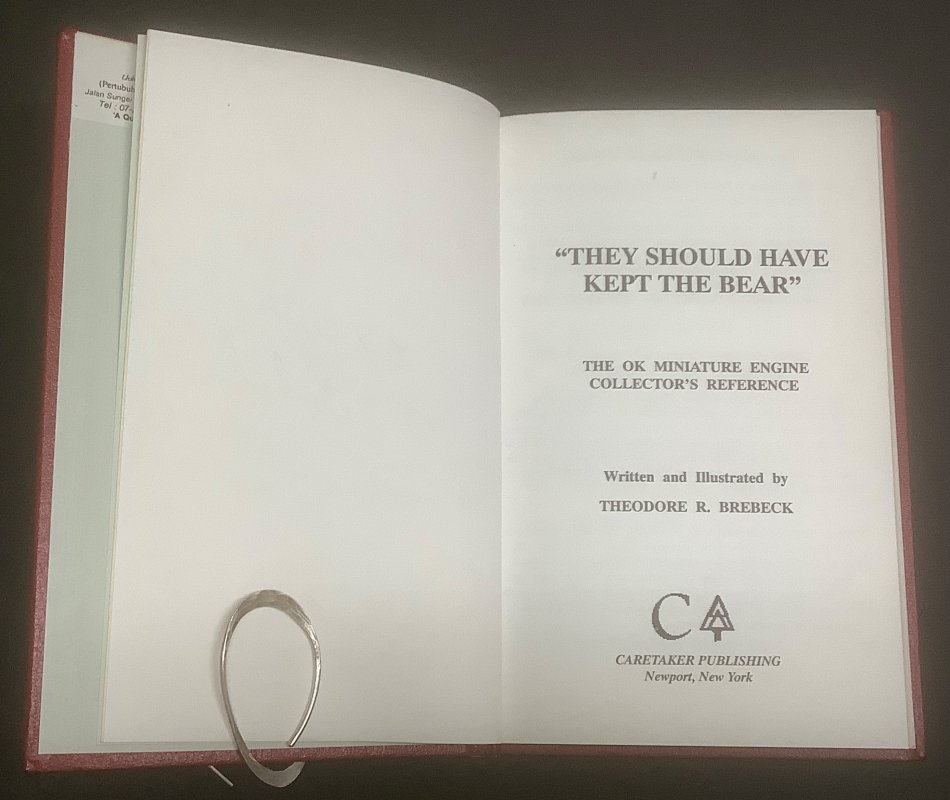 (Pertubuh
Jalan Sunge
Tel : 07-
'A Qu
“THEY SHOULD HAVE
KEPT THE BEAR”
THE OK MINIATURE ENGINE
COLLECTOR’S REFERENCE
Written and Illustrated by
THEODORE R. BREBECK
C
CARETAKER PUBLISHING
Newport, New York